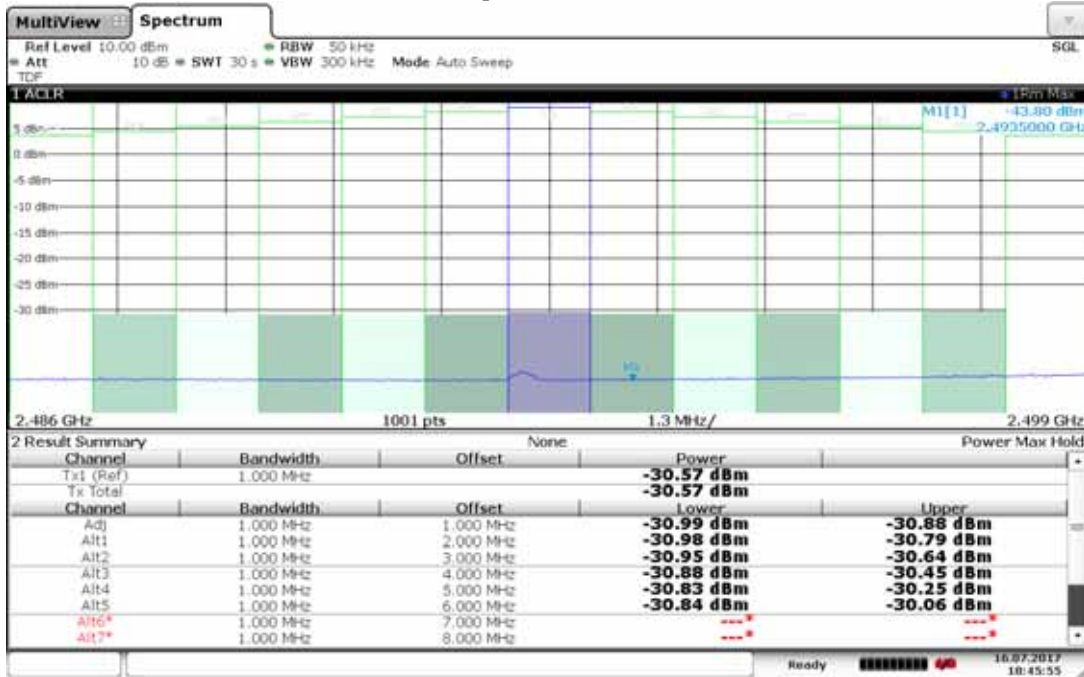 MultiView Spectrum
Ref Level 10.00 dBm RBW 50 kHz SGL
Att 10 dB SWT 30 s VBW 300 kHz Mode Auto Sweep
TDF
1 ACLR 1Rm Max
M1[1] -43.80 dBm
2.4935000 GHz
5 dBm
0 dBm
-5 dBm
-10 dBm
-15 dBm
-20 dBm
-25 dBm
-30 dBm
M1
2.486 GHz 1001 pts 1.3 MHz/ 2.499 GHz
2 Result Summary None Power Max Hold
Channel Bandwidth Offset Power
Tx1 (Ref) 1.000 MHz -30.57 dBm
Tx Total -30.57 dBm
Channel Bandwidth Offset Lower Upper
Adj 1.000 MHz 1.000 MHz -30.99 dBm -30.88 dBm
Alt1 1.000 MHz 2.000 MHz -30.98 dBm -30.79 dBm
Alt2 1.000 MHz 3.000 MHz -30.95 dBm -30.64 dBm
Alt3 1.000 MHz 4.000 MHz -30.88 dBm -30.45 dBm
Alt4 1.000 MHz 5.000 MHz -30.83 dBm -30.25 dBm
Alt5 1.000 MHz 6.000 MHz -30.84 dBm -30.06 dBm
Alt6* 1.000 MHz 7.000 MHz ---* ---*
Alt7* 1.000 MHz 8.000 MHz ---* ---*
Ready 16.07.2017
18:45:55